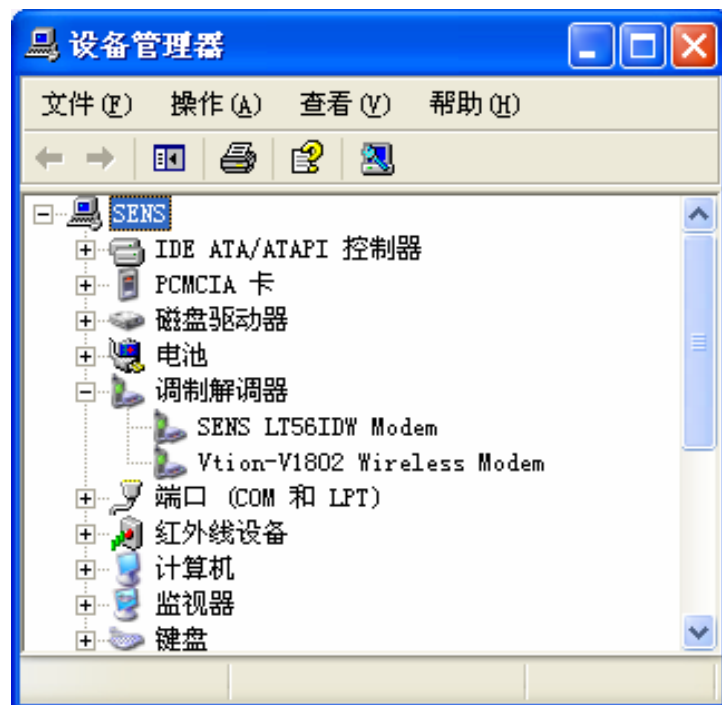 设备管理器
文件(F) 操作(A) 查看(V) 帮助(H)
SENS
IDE ATA/ATAPI 控制器
PCMCIA 卡
磁盘驱动器
电池
调制解调器
SENS LT56IDW Modem
Vtion-V1802 Wireless Modem
端口 (COM 和 LPT)
红外线设备
计算机
监视器
键盘